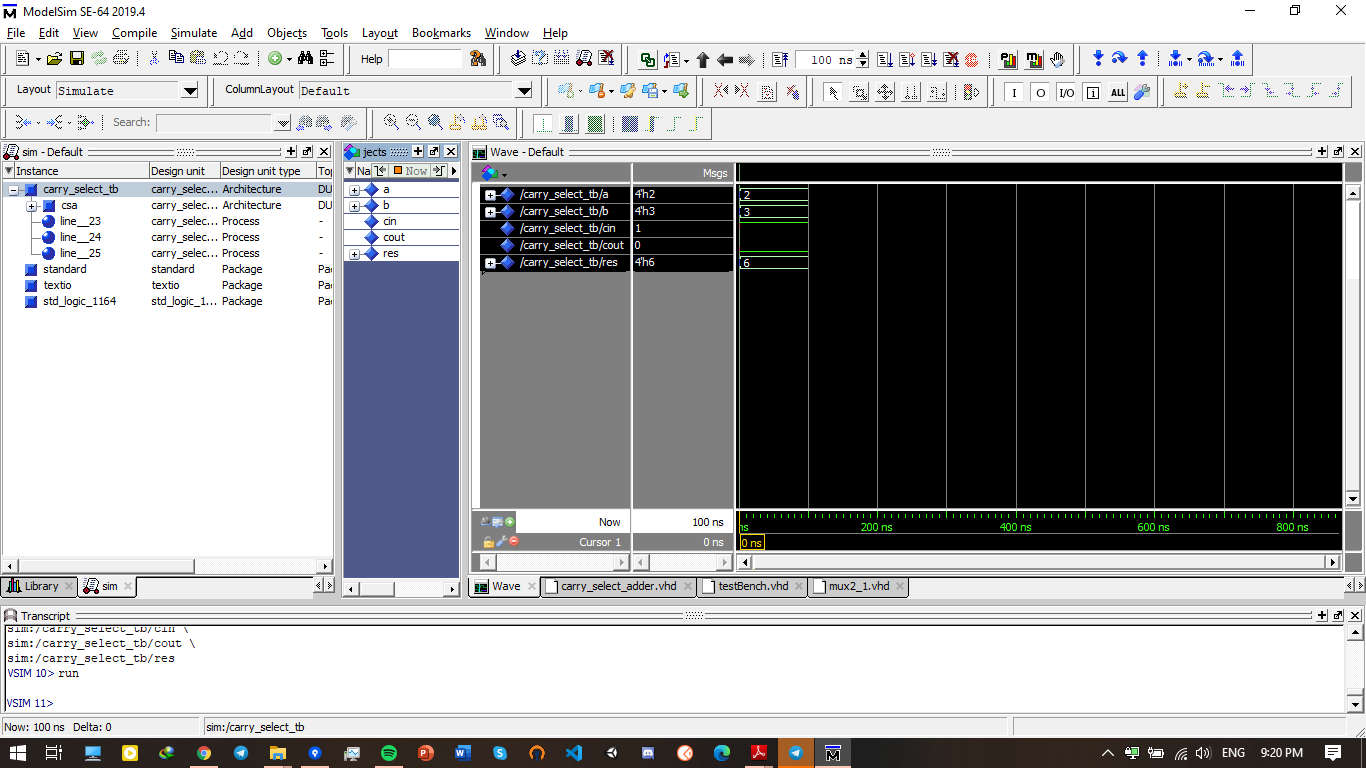 ModelSim SE-64 2019.4
File Edit View Compile Simulate Add Objects Tools Layout Bookmarks Window Help
Help 100 ns
Layout Simulate ColumnLayout Default I O I/O ALL
Search:
sim - Default
Instance Design unit Design unit type
carry_select_tb carry_selec... Architecture DU
csa carry_selec... Architecture DU
line__23 carry_selec... Process -
line__24 carry_selec... Process -
line__25 carry_selec... Process -
standard standard Package
textio textio Package
std_logic_1164 std_logic_1... Package
Library sim
jects
Now
a
b
cin
cout
res
Wave - Default
Msgs
/carry_select_tb/a 4'h2 2
/carry_select_tb/b 4'h3 3
/carry_select_tb/cin 1
/carry_select_tb/cout 0
/carry_select_tb/res 4'h6 6
Now 100 ns ns 200 ns 400 ns 600 ns 800 ns
Cursor 1 0 ns 0 ns
Wave carry_select_adder.vhd testBench.vhd mux2_1.vhd
Transcript
sim:/carry_select_tb/cin \
sim:/carry_select_tb/cout \
sim:/carry_select_tb/res
VSIM 10> run
VSIM 11>
Now: 100 ns Delta: 0 sim:/carry_select_tb
ENG 9:20 PM